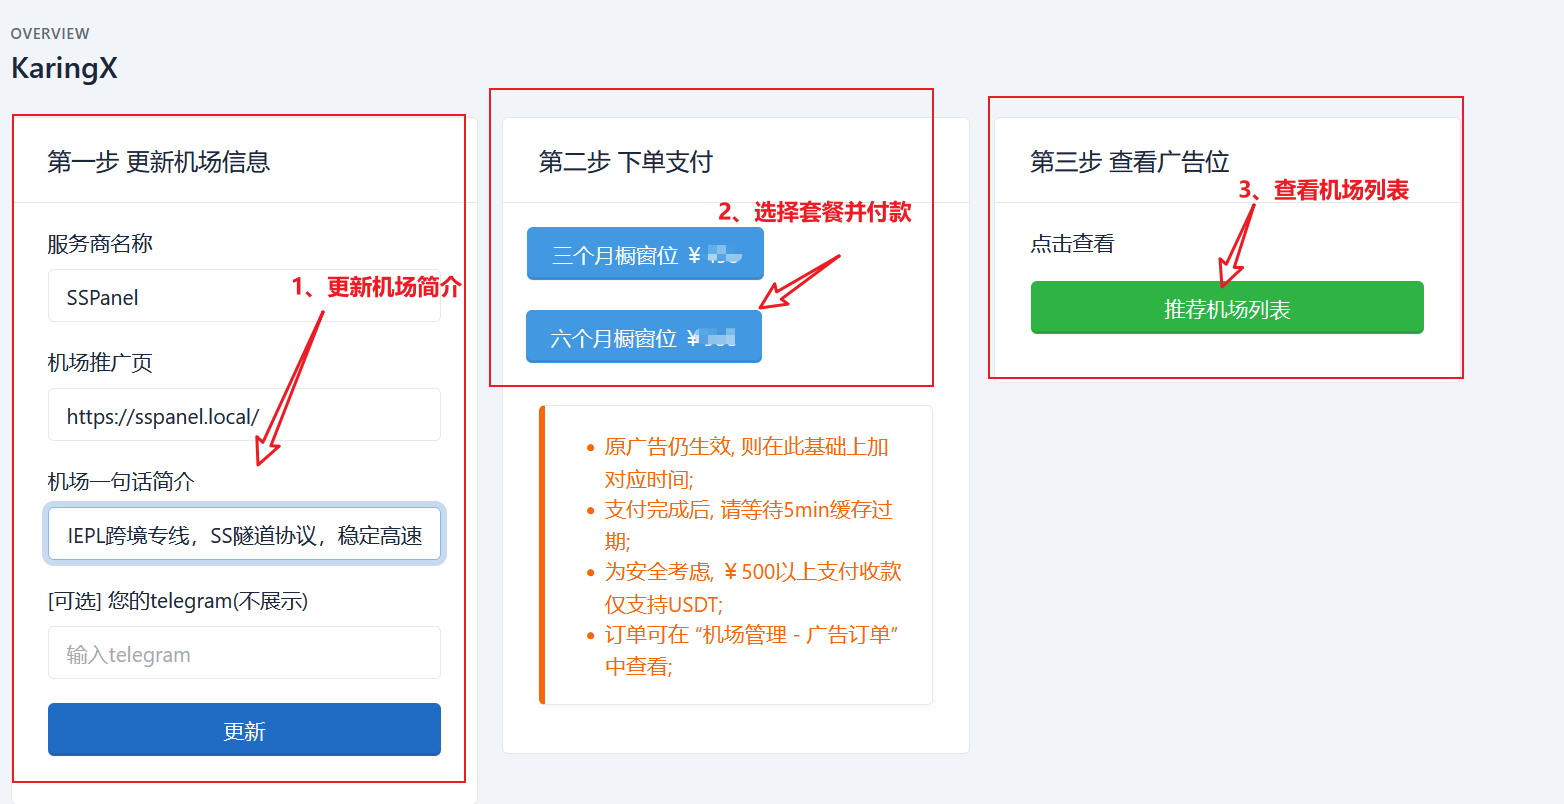 OVERVIEW
KaringX
第一步 更新机场信息
服务商名称
SSPanel
1、更新机场简介
机场推广页
https://sspanel.local/
机场一句话简介
IEPL跨境专线，SS隧道协议，稳定高速
[可选] 您的telegram(不展示)
输入telegram
更新
第二步 下单支付
2、选择套餐并付款
三个月橱窗位 ￥
六个月橱窗位 ￥
原广告仍生效, 则在此基础上加
对应时间;
支付完成后, 请等待5min缓存过
期;
为安全考虑, ￥500以上支付收款
仅支持USDT;
订单可在 “机场管理 - 广告订单”
中查看;
第三步 查看广告位
3、查看机场列表
点击查看
推荐机场列表